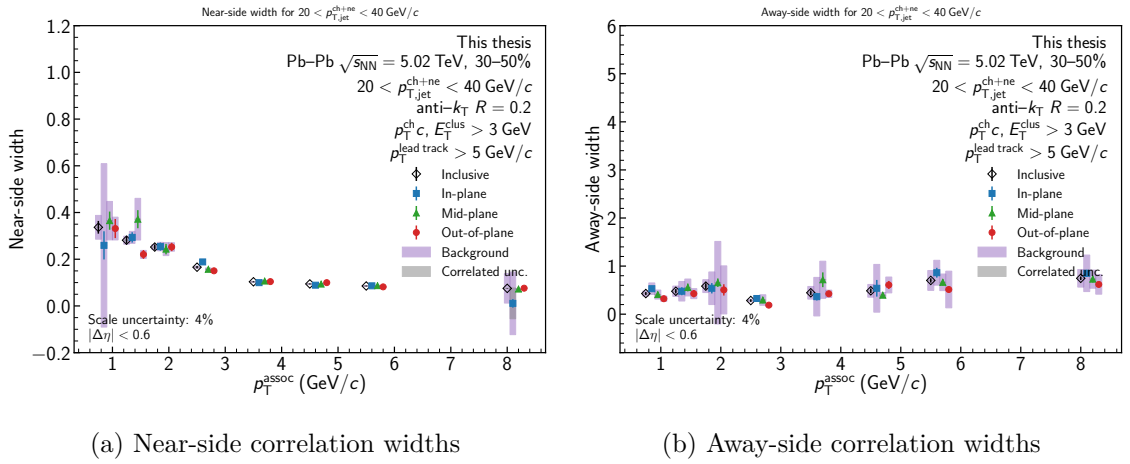 Near-side width for 20 < p_{T,jet}^{ch+ne} < 40 GeV/c
1.2
1.0
0.8
0.6
0.4
0.2
0.0
−0.2
Near-side width
This thesis
Pb–Pb √s_{NN} = 5.02 TeV, 30–50%
20 < p_{T,jet}^{ch+ne} < 40 GeV/c
anti–k_T R = 0.2
p_T^{ch}c, E_T^{clus} > 3 GeV
p_T^{lead track} > 5 GeV/c
Inclusive
In-plane
Mid-plane
Out-of-plane
Background
Correlated unc.
Scale uncertainty: 4%
|Δη| < 0.6
1 2 3 4 5 6 7 8
p_T^{assoc} (GeV/c)
(a) Near-side correlation widths
Away-side width for 20 < p_{T,jet}^{ch+ne} < 40 GeV/c
6
5
4
3
2
1
0
Away-side width
This thesis
Pb–Pb √s_{NN} = 5.02 TeV, 30–50%
20 < p_{T,jet}^{ch+ne} < 40 GeV/c
anti–k_T R = 0.2
p_T^{ch}c, E_T^{clus} > 3 GeV
p_T^{lead track} > 5 GeV/c
Inclusive
In-plane
Mid-plane
Out-of-plane
Background
Correlated unc.
Scale uncertainty: 4%
|Δη| < 0.6
1 2 3 4 5 6 7 8
p_T^{assoc} (GeV/c)
(b) Away-side correlation widths